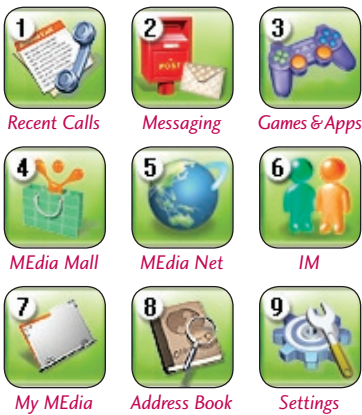 1 2 3
POST
Recent Calls Messaging Games & Apps
4 5 6
MEdia Mall MEdia Net IM
7 8 9
My MEdia Address Book Settings